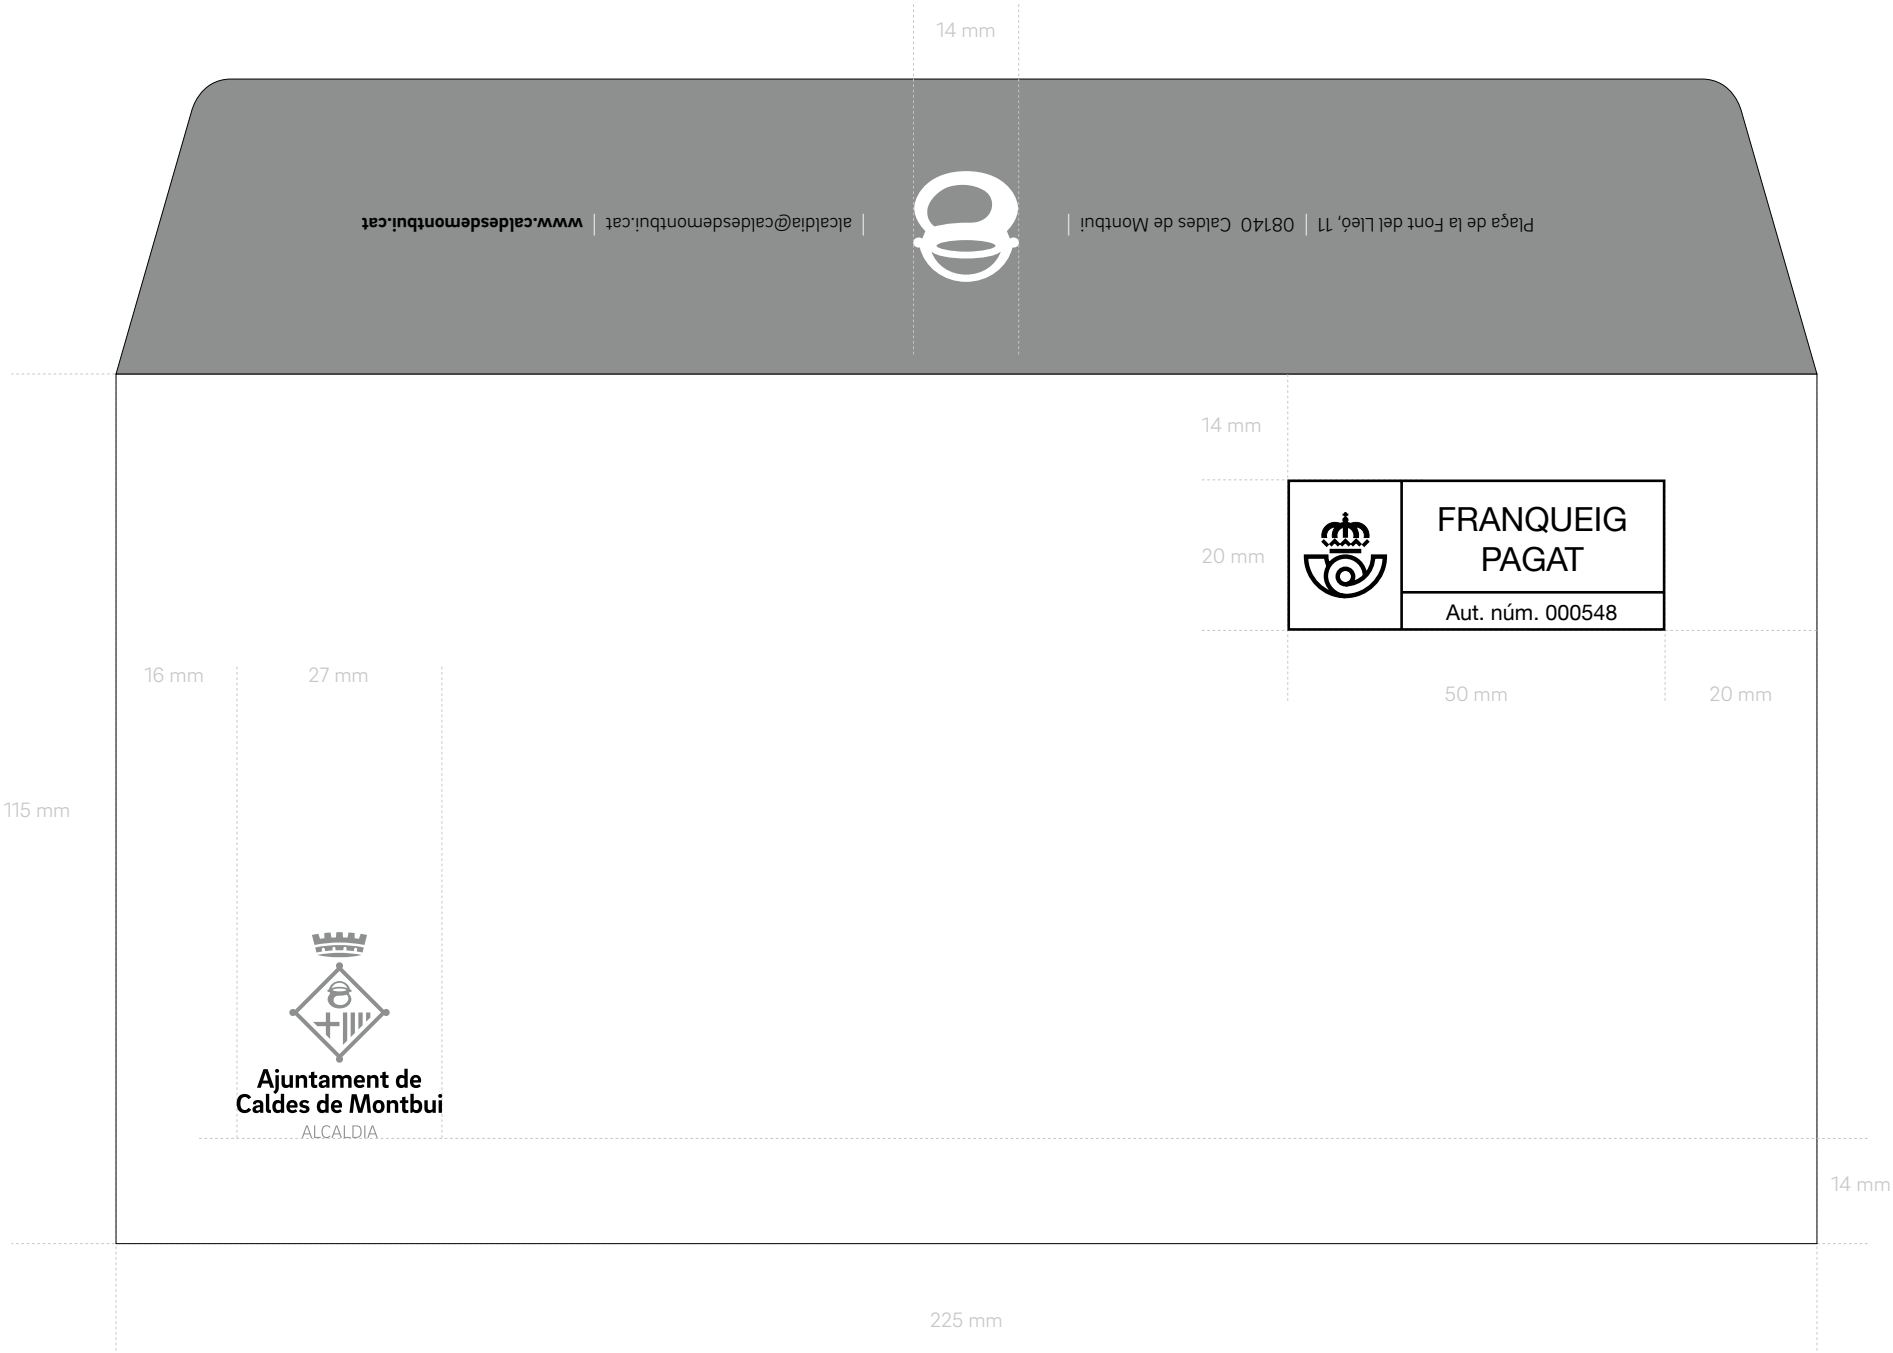 14 mm
Plaça de la Font del Lleó, 11 | 08140 Caldes de Montbui | | alcaldia@caldesdemontbui.cat | www.caldesdemontbui.cat
14 mm
FRANQUEIG
PAGAT
20 mm
Aut. núm. 000548
16 mm
27 mm
50 mm
20 mm
115 mm
Ajuntament de
Caldes de Montbui
ALCALDIA
14 mm
225 mm